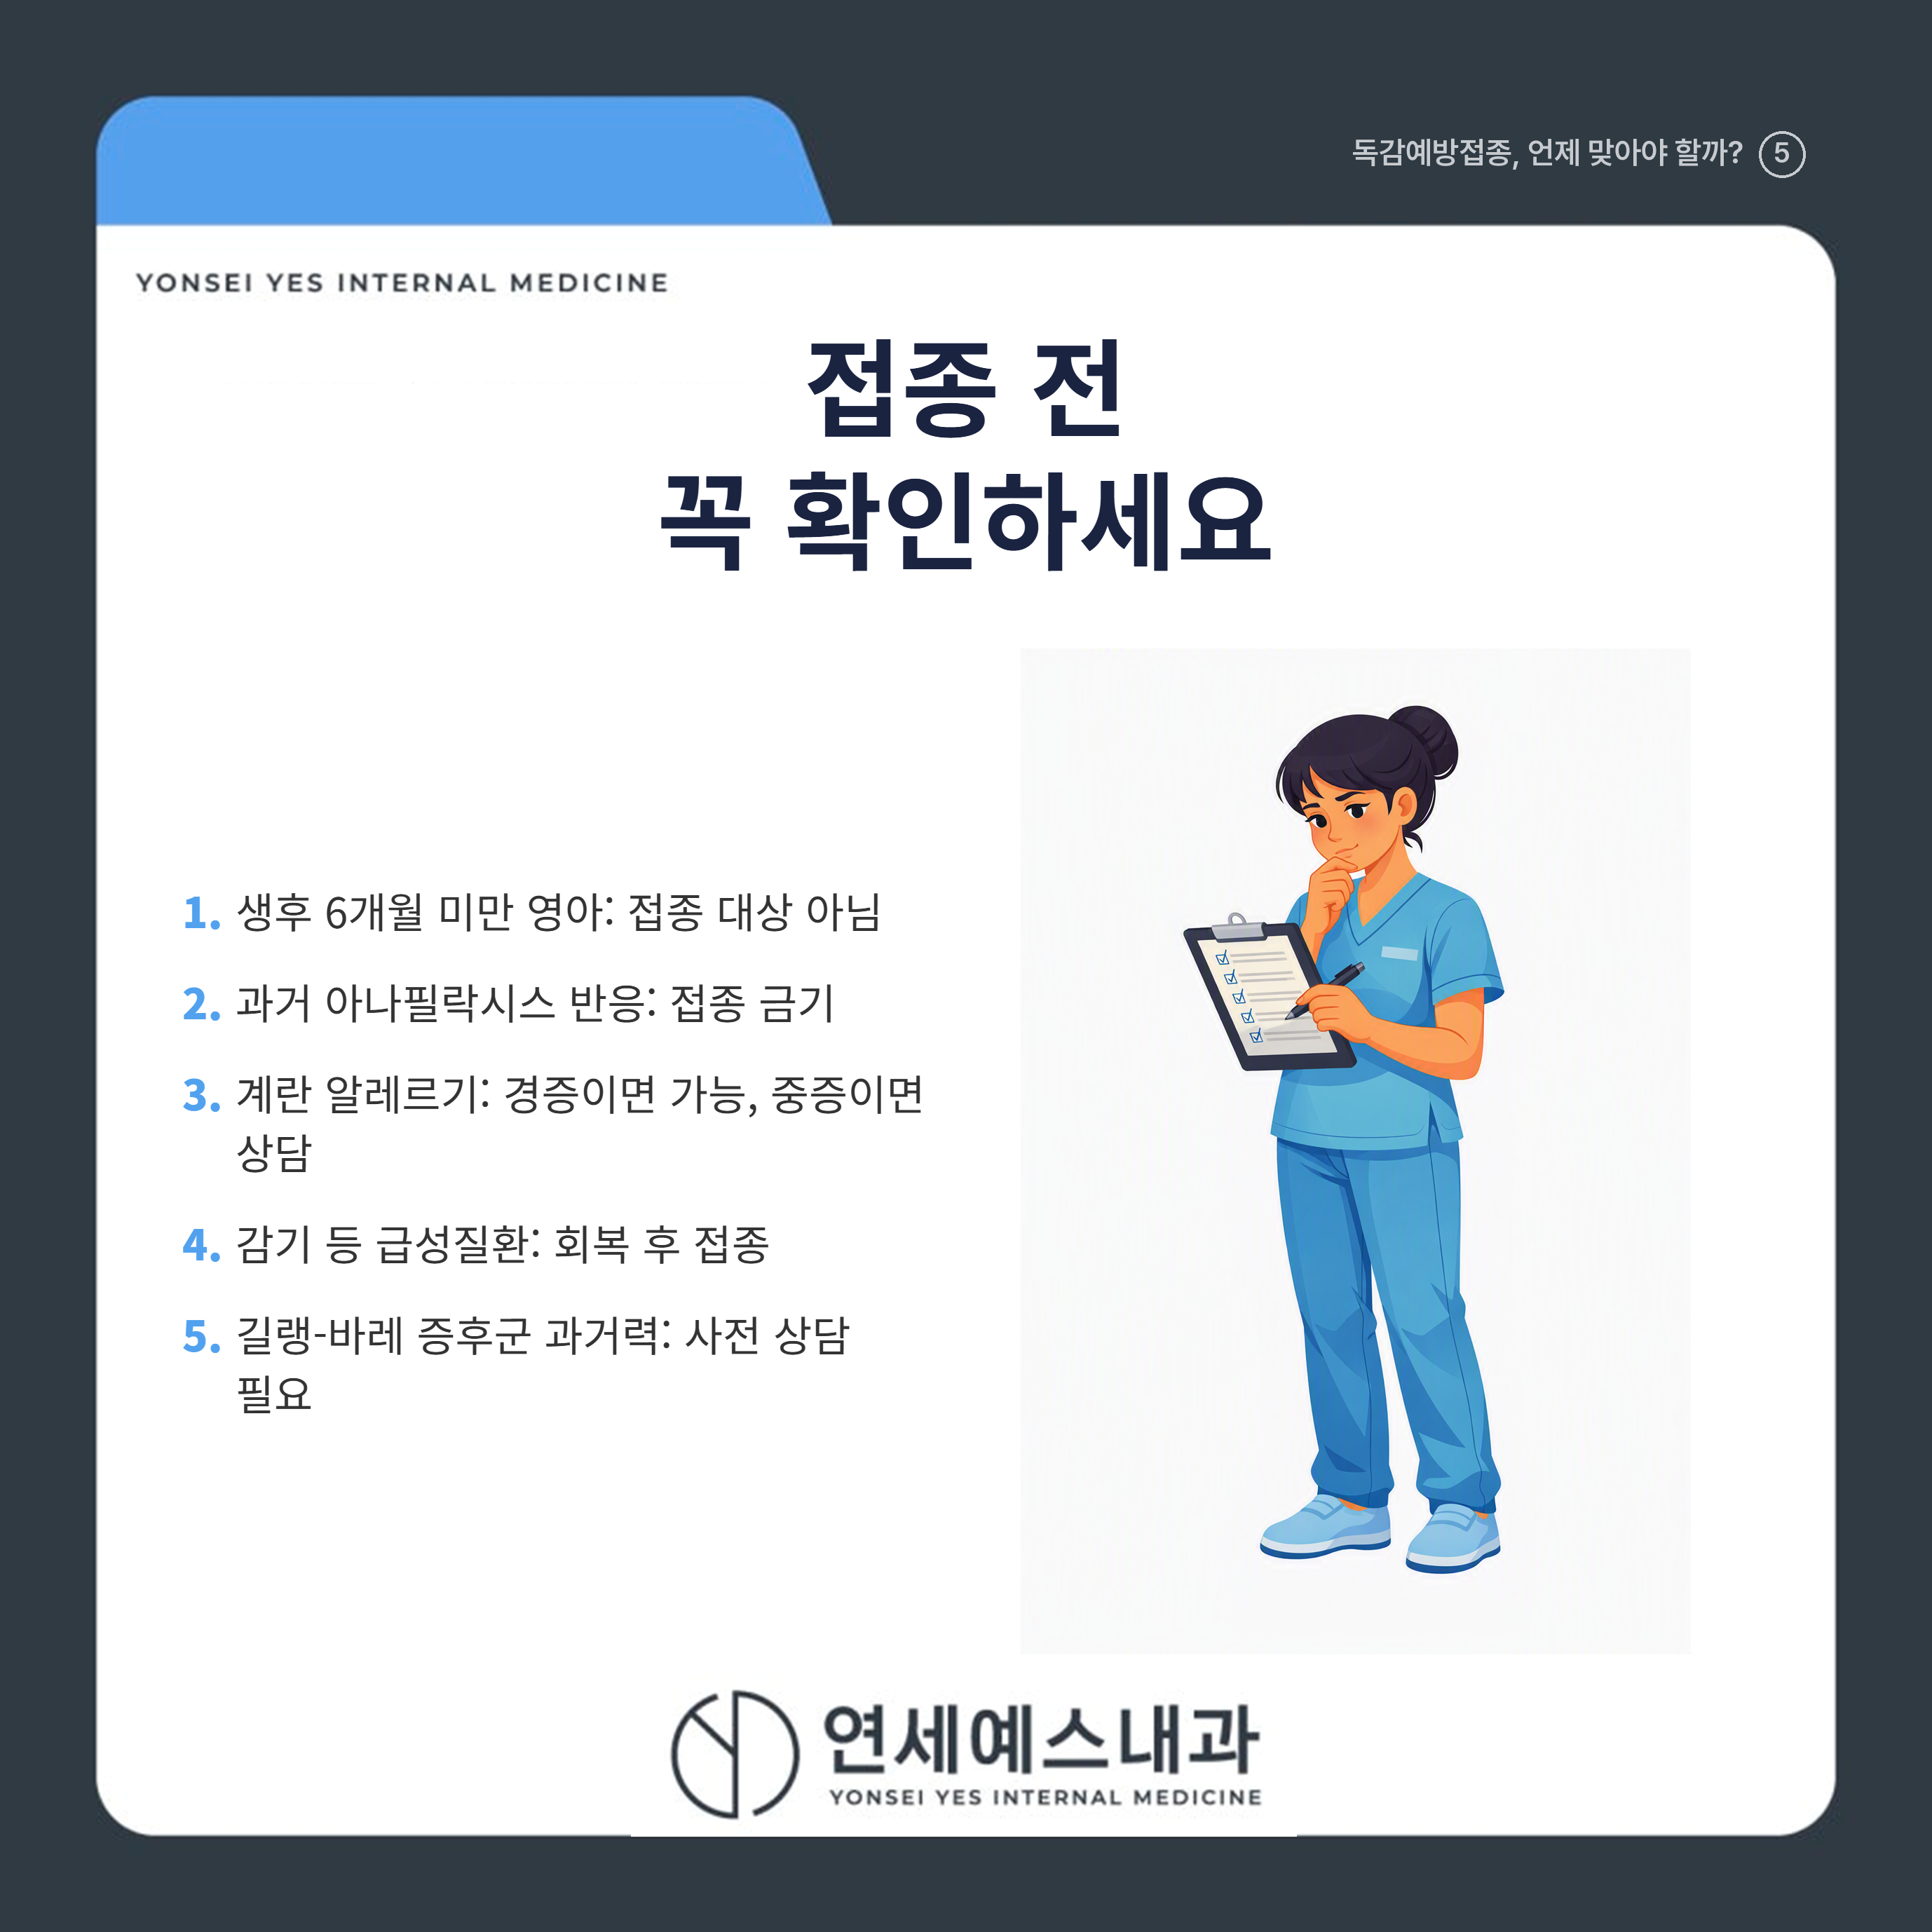 독감예방접종, 언제 맞아야 할까? 5
YONSEI YES INTERNAL MEDICINE
접종 전
꼭 확인하세요
1. 생후 6개월 미만 영아: 접종 대상 아님
2. 과거 아나필락시스 반응: 접종 금기
3. 계란 알레르기: 경증이면 가능, 중증이면
상담
4. 감기 등 급성질환: 회복 후 접종
5. 길랭-바레 증후군 과거력: 사전 상담
필요
연세예스내과
YONSEI YES INTERNAL MEDICINE